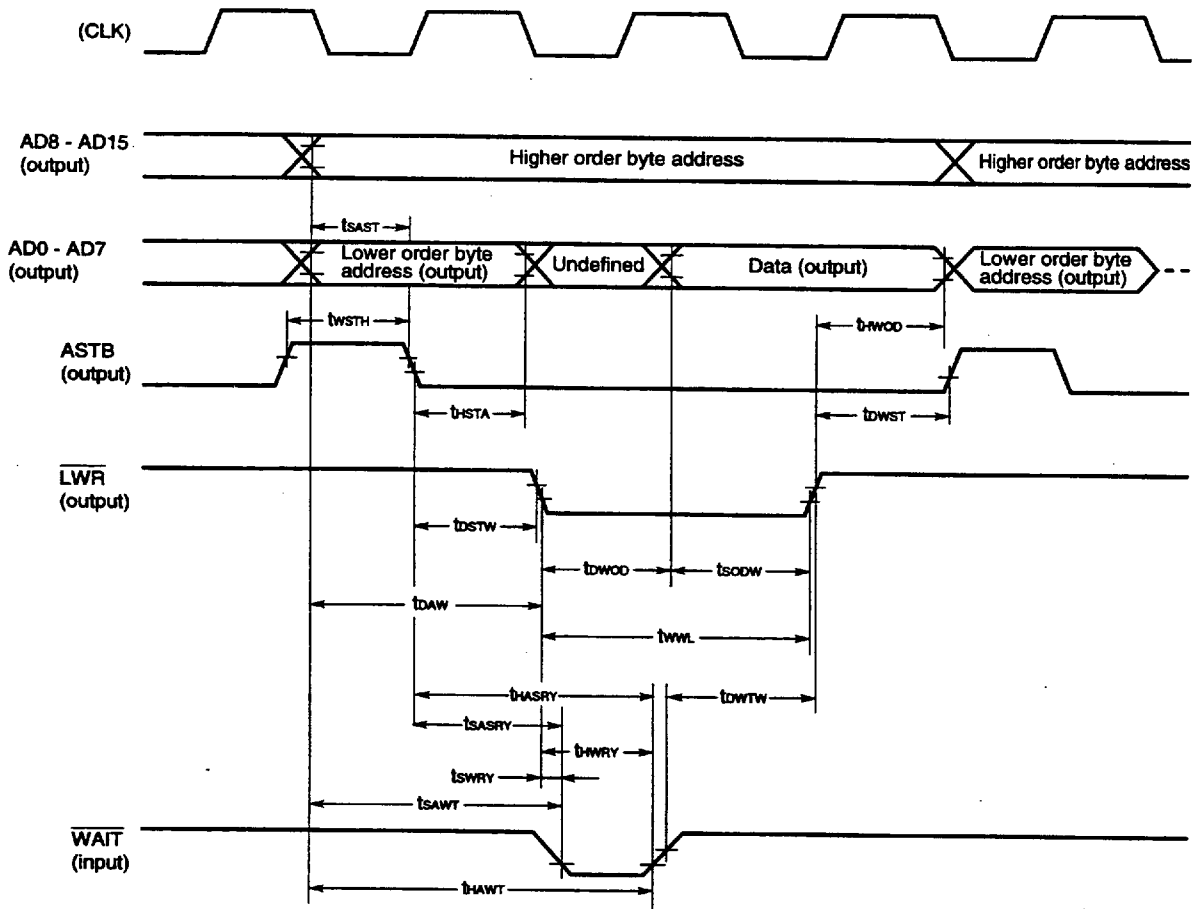 (CLK)
AD8 - AD15
(output)
Higher order byte address
Higher order byte address
tSAST
AD0 - AD7
(output)
Lower order byte
address (output)
Undefined
Data (output)
Lower order byte
address (output)
tWSTH
tHWOD
ASTB
(output)
tHSTA
tDWST
LWR
(output)
tDSTW
tDWOD
tSODW
tDAW
tWWL
tHASRY
tDWTW
tSASRY
tHWRY
tSWRY
tSAWT
WAIT
(input)
tHAWT